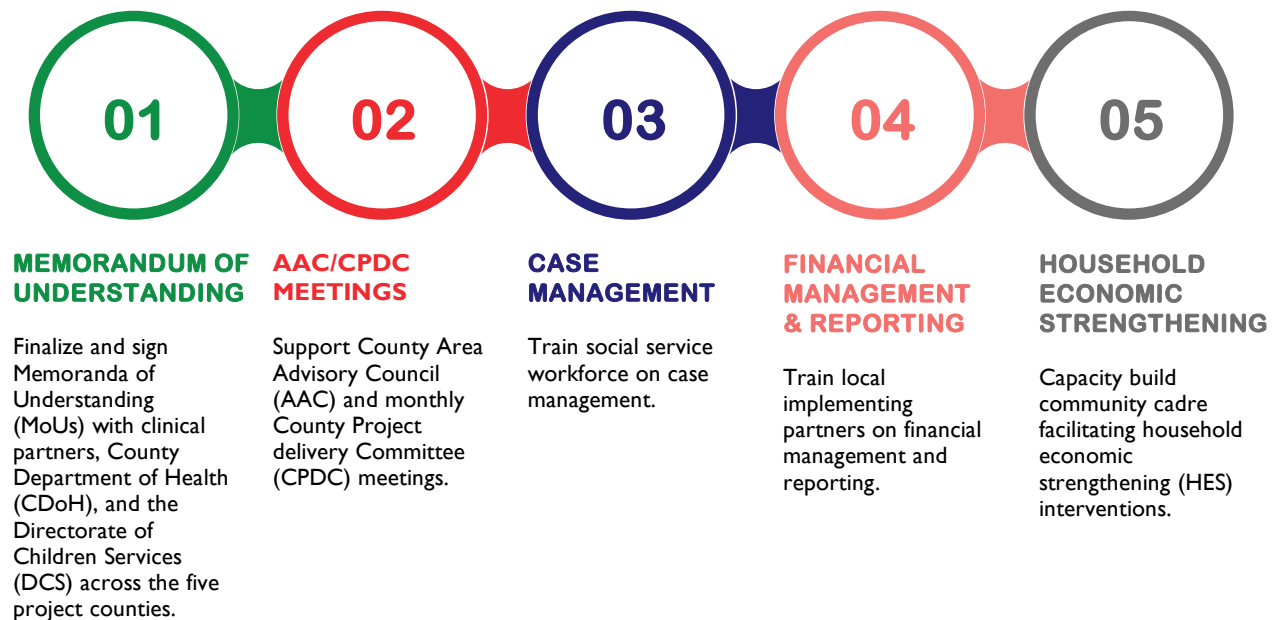 01
02
03
04
05
MEMORANDUM OF
UNDERSTANDING
Finalize and sign
Memoranda of
Understanding
(MoUs) with clinical
partners, County
Department of Health
(CDoH), and the
Directorate of
Children Services
(DCS) across the five
project counties.
AAC/CPDC
MEETINGS
Support County Area
Advisory Council
(AAC) and monthly
County Project
delivery Committee
(CPDC) meetings.
CASE
MANAGEMENT
Train social service
workforce on case
management.
FINANCIAL
MANAGEMENT
& REPORTING
Train local
implementing
partners on financial
management and
reporting.
HOUSEHOLD
ECONOMIC
STRENGTHENING
Capacity build
community cadre
facilitating household
economic
strengthening (HES)
interventions.